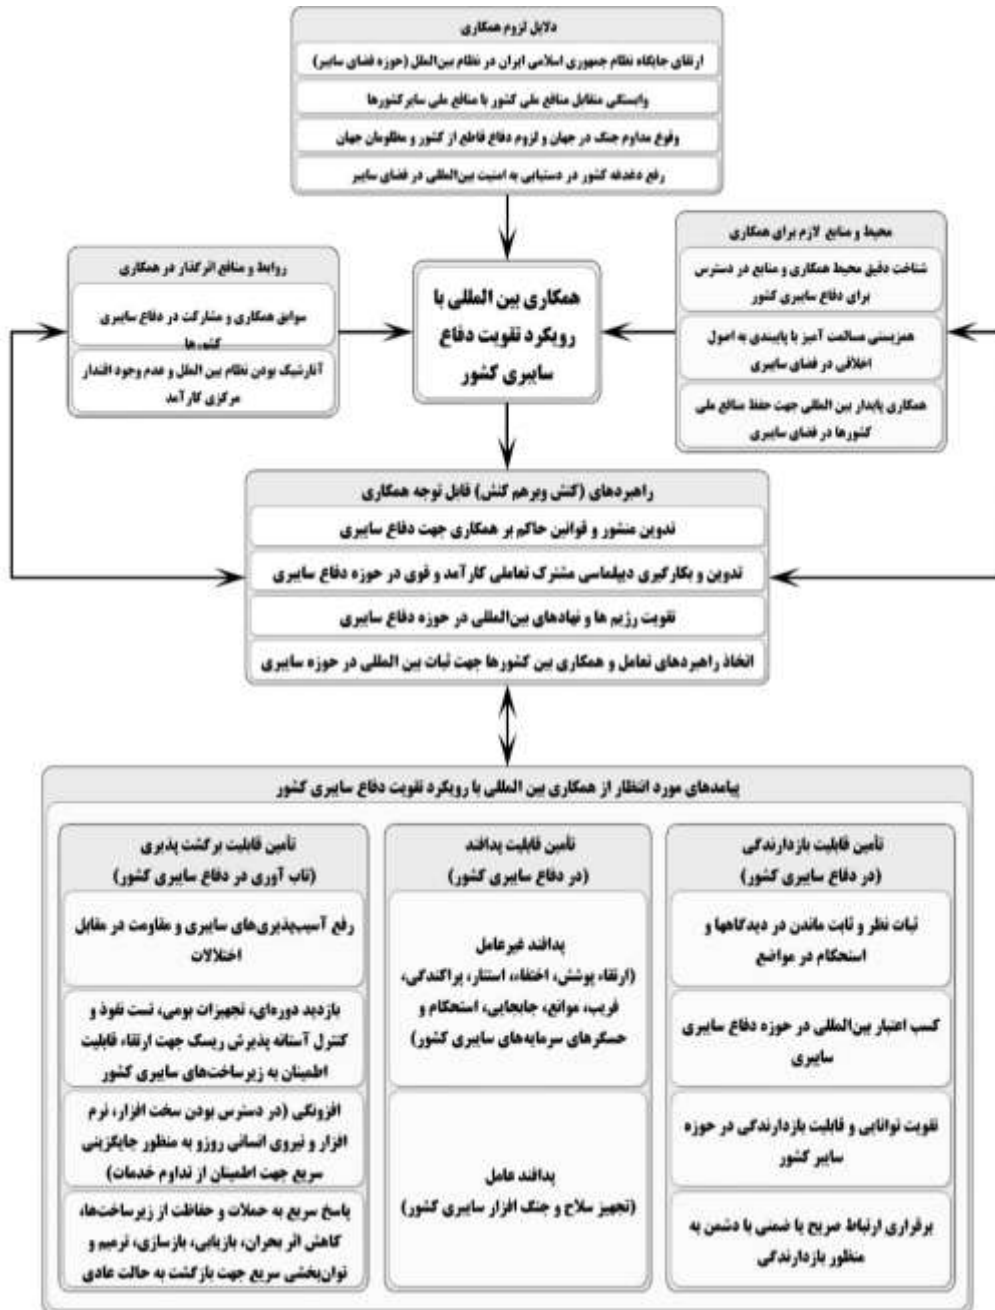 دلایل لزوم همکاری
ارتقای جایگاه نظام جمهوری اسلامی ایران در نظام بین‌الملل (حوزه فضای سایبر)
وابستگی متقابل منافع ملی کشور با منافع ملی سایر کشورها
وقوع مداوم جنگ در جهان و لزوم دفاع قاطع از کشور و مظلومان جهان
رفع دغدغه کشور در دستیابی به امنیت بین‌المللی در فضای سایبر
محیط و منابع لازم برای همکاری
شناخت دقیق محیط همکاری و منابع در دسترس
برای دفاع سایبری کشور
همزیستی مسالمت آمیز با پایبندی به اصول
اخلاقی در فضای سایبری
همکاری پایدار بین المللی جهت حفظ منافع ملی
کشورها در فضای سایبری
همکاری بین المللی با
رویکرد تقویت دفاع
سایبری کشور
روابط و منافع اثرگذار در همکاری
سوابق همکاری و مشارکت در دفاع سایبری
کشورها
آنارشیک بودن نظام بین الملل و عدم وجود اقتدار
مرکزی کارآمد
راهبردهای (کنش وبرهم کنش) قابل توجه همکاری
تدوین منشور و قوانین حاکم بر همکاری جهت دفاع سایبری
تدوین و بکارگیری دیپلماسی مشترک تعاملی کارآمد و قوی در حوزه دفاع سایبری
تقویت رژیم ها و نهادهای بین‌المللی در حوزه دفاع سایبری
اتخاذ راهبردهای تعامل و همکاری بین کشورها جهت ثبات بین المللی در حوزه سایبری
پیامدهای مورد انتظار از همکاری بین المللی با رویکرد تقویت دفاع سایبری کشور
تأمین قابلیت بازدارندگی
(در دفاع سایبری کشور)
ثبات نظر و ثابت ماندن در دیدگاهها و
استحکام در مواضع
کسب اعتبار بین‌المللی در حوزه دفاع سایبری
سایبری
تقویت توانایی و قابلیت بازدارندگی در حوزه
سایبر کشور
برقراری ارتباط صریح یا ضمنی با دشمن به
منظور بازدارندگی
تأمین قابلیت پدافند
(در دفاع سایبری کشور)
پدافند غیرعامل
(ارتقاء پوشش، اختفاء، استتار، پراکندگی،
فریب، موانع، جابجایی، استحکام و
حسگرهای سرمایه‌های سایبری کشور)
پدافند عامل
(تجهیز سلاح و جنگ افزار سایبری کشور)
تأمین قابلیت برگشت پذیری
(تاب آوری در دفاع سایبری کشور)
رفع آسیب‌پذیری‌های سایبری و مقاومت در مقابل
اختلالات
بازدید دوره‌ای، تجهیزات بومی، تست نفوذ و
کنترل آستانه پذیرش ریسک جهت ارتقاء قابلیت
اطمینان به زیرساخت‌های سایبری کشور
افزونگی (در دسترس بودن سخت افزار، نرم
افزار و نیروی انسانی روزو به منظور جایگزینی
سریع جهت اطمینان از تداوم خدمات)
پاسخ سریع به حملات و حفاظت از زیرساخت‌ها،
کاهش اثر بحران، بازیابی، بازسازی، ترمیم و
توان‌بخشی سریع جهت بازگشت به حالت عادی